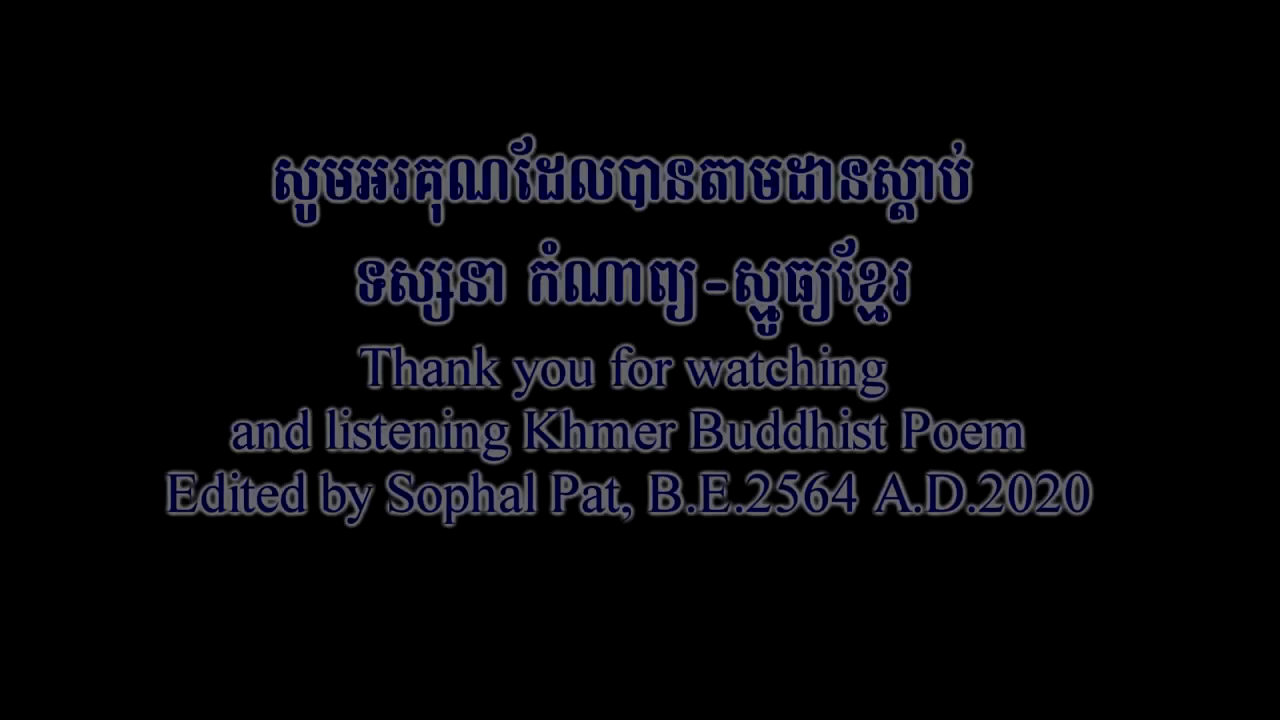 សូមអរគុណដែលបានតាមដានស្ដាប់
ទស្សនា កំណាព្យ-ស្មូធ្យខ្មែរ
Thank you for watching
and listening Khmer Buddhist Poem
Edited by Sophal Pat, B.E.2564 A.D.2020